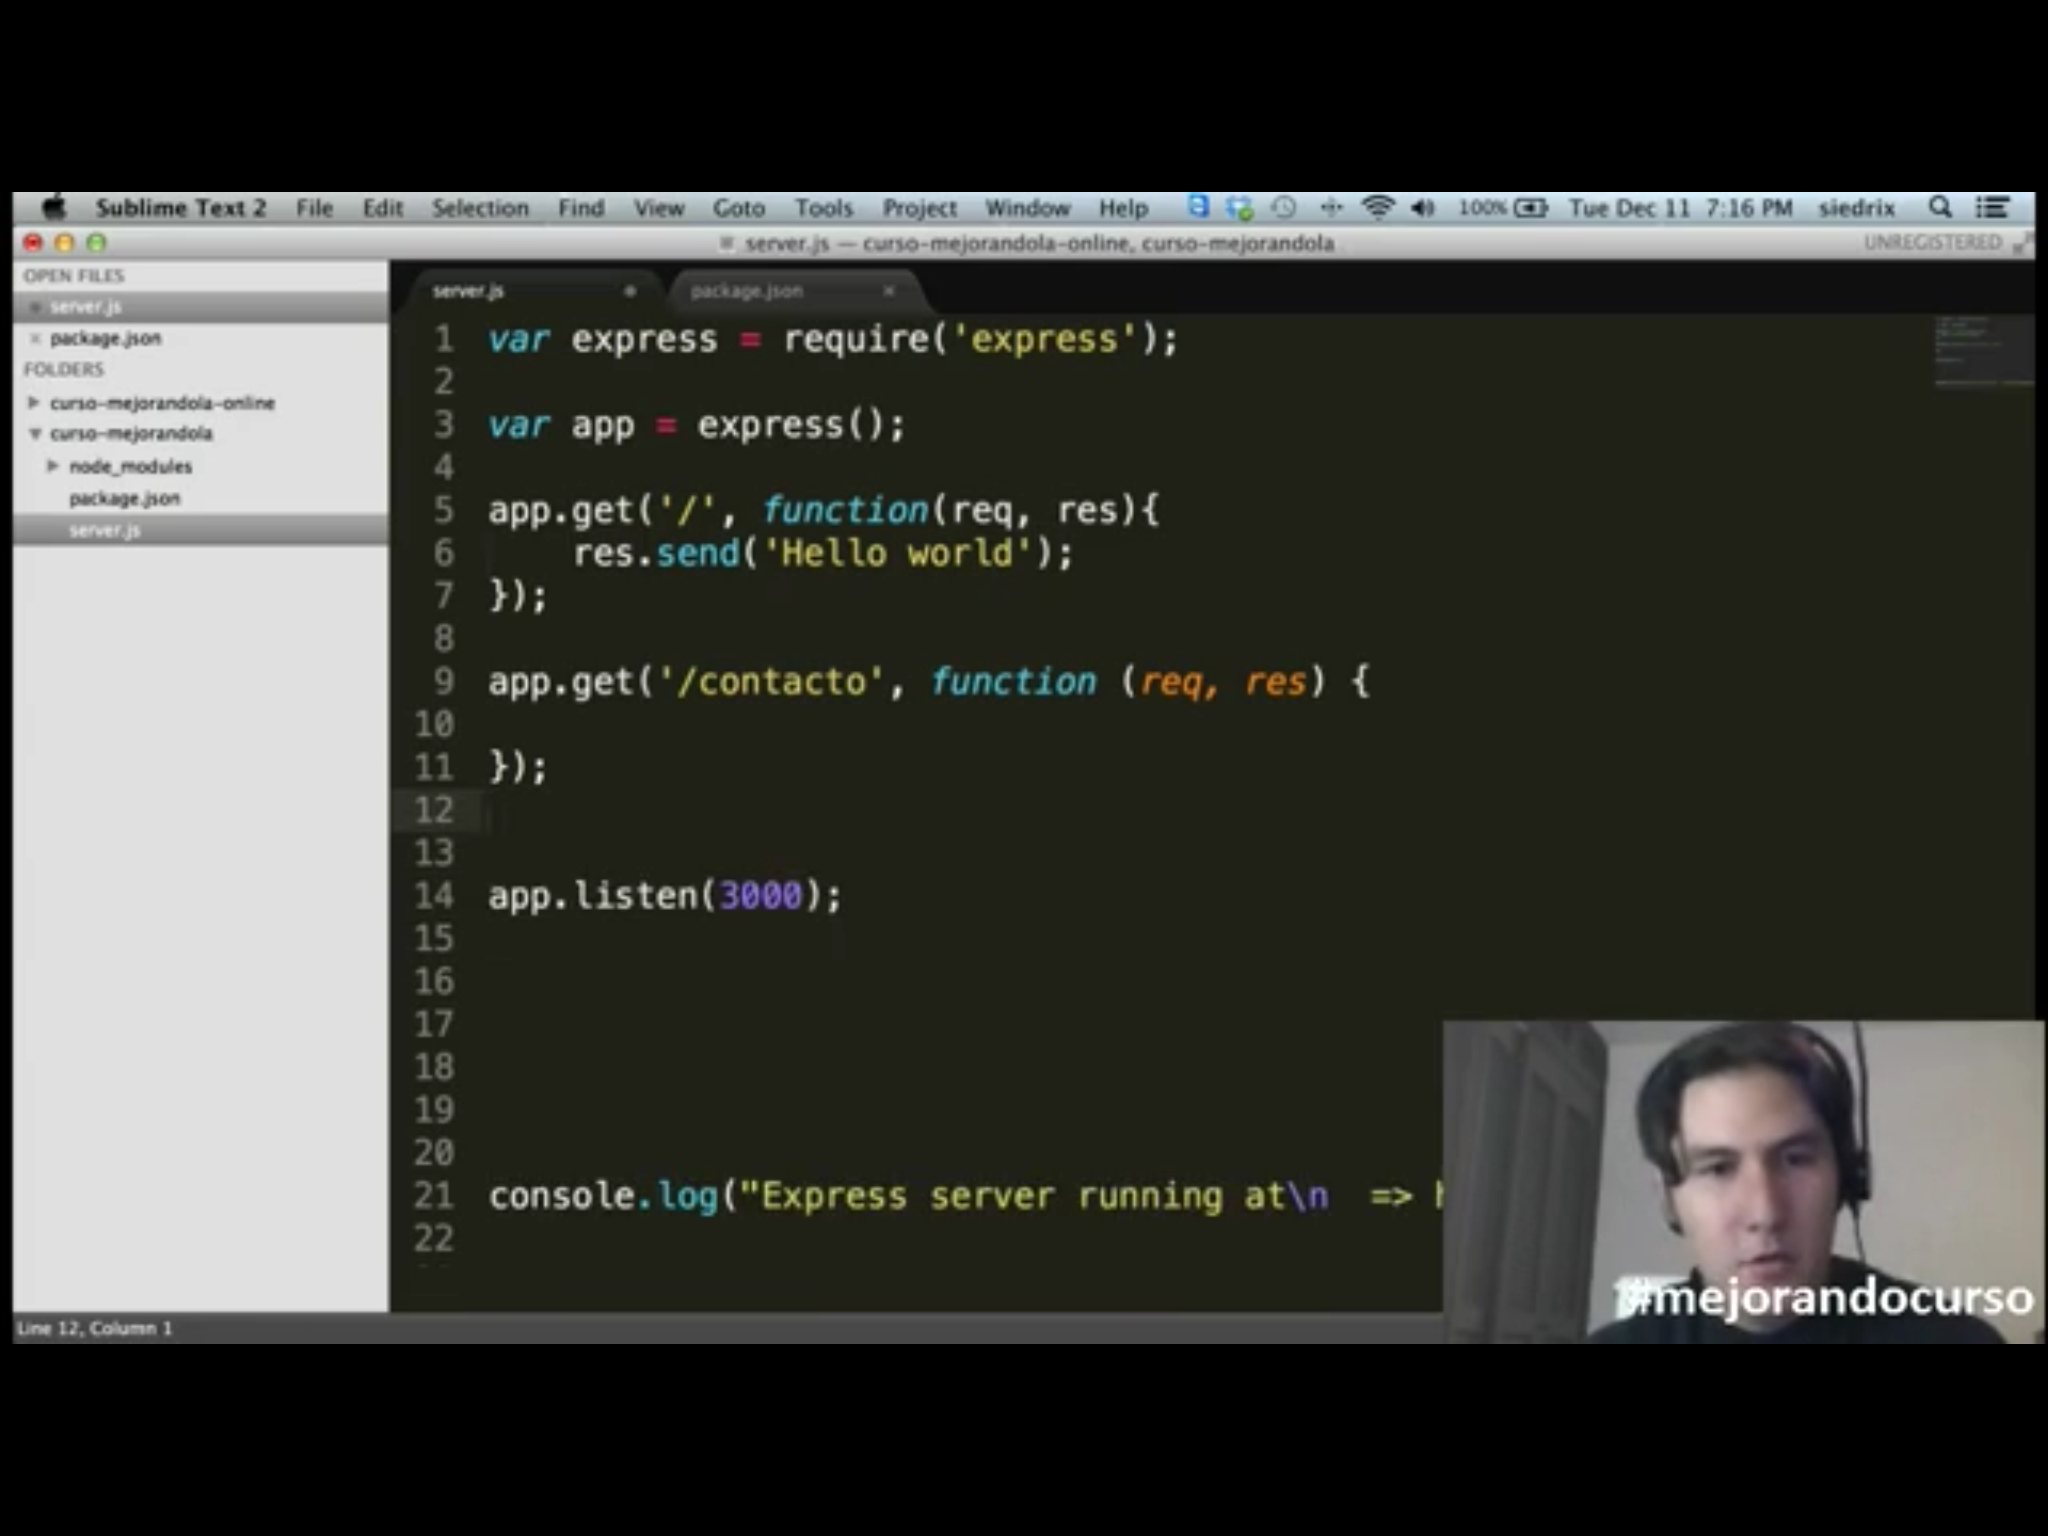 Sublime Text 2 File Edit Selection Find View Goto Tools Project Window Help 100% Tue Dec 11 7:16 PM siedrix
server.js — curso-mejorandola-online, curso-mejorandola UNREGISTERED
OPEN FILES
server.js
package.json
FOLDERS
curso-mejorandola-online
curso-mejorandola
node_modules
package.json
server.js
server.js package.json
1 var express = require('express');
2
3 var app = express();
4
5 app.get('/', function(req, res){
6 res.send('Hello world');
7 });
8
9 app.get('/contacto', function (req, res) {
10
11 });
12
13
14 app.listen(3000);
15
16
17
18
19
20
21 console.log("Express server running at\n =>
22
#mejorandocurso
Line 12, Column 1